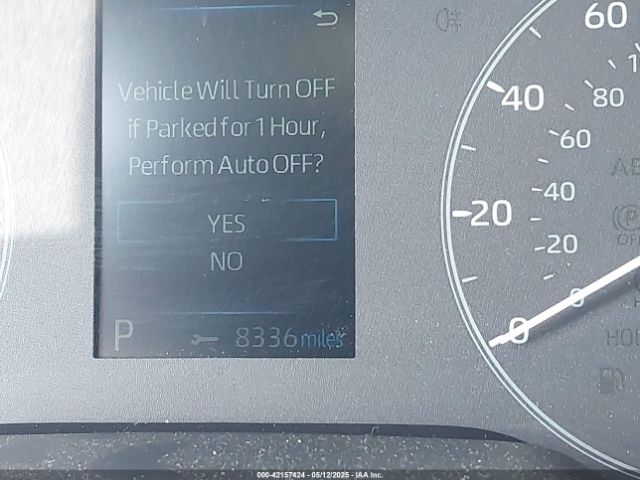 Vehicle Will Turn OFF
if Parked for 1 Hour,
Perform Auto OFF?
YES
NO
P 8336 miles
60
40
20
0
80
60
40
20
0
000-42157424 - 05/12/2025 - IAA Inc.